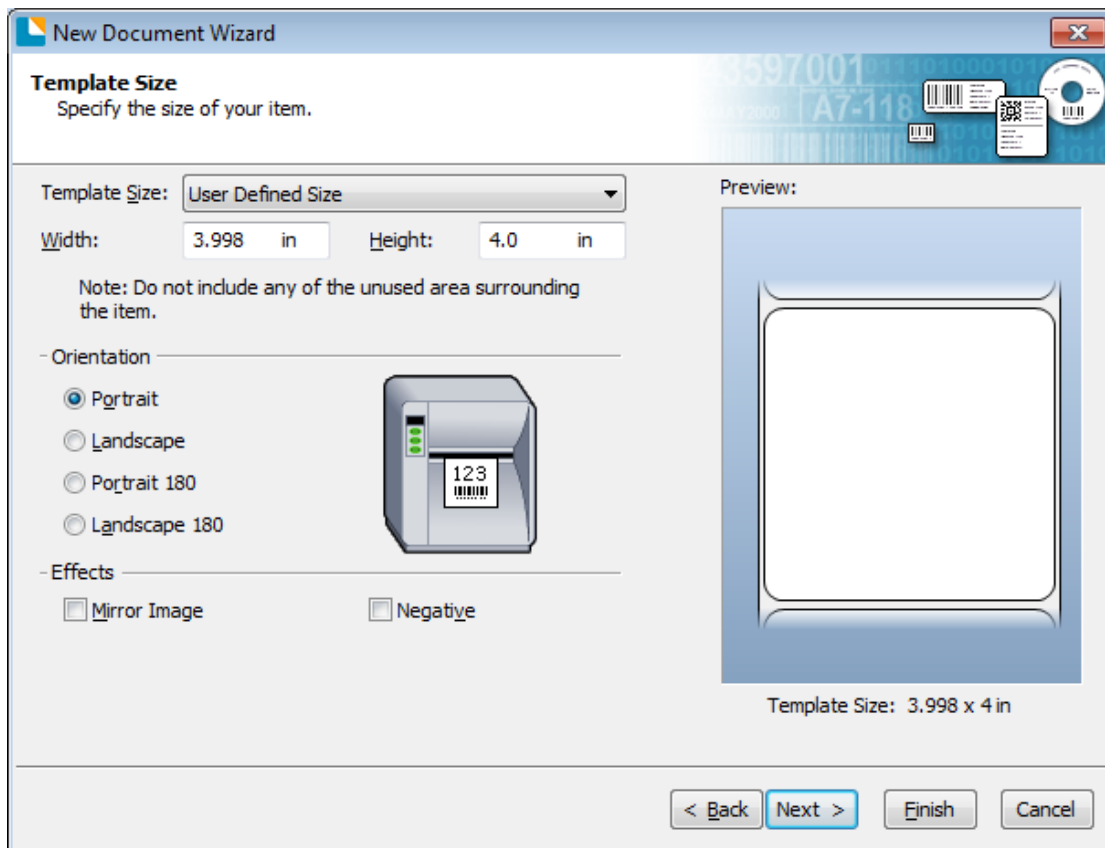 New Document Wizard
Template Size
Specify the size of your item.
3597001
A7-118
Template Size: User Defined Size
Width: 3.998 in Height: 4.0 in
Note: Do not include any of the unused area surrounding
the item.
Orientation
Portrait
Landscape
Portrait 180
Landscape 180
123
Effects
Mirror Image Negative
Preview:
Template Size: 3.998 x 4 in
< Back Next > Finish Cancel